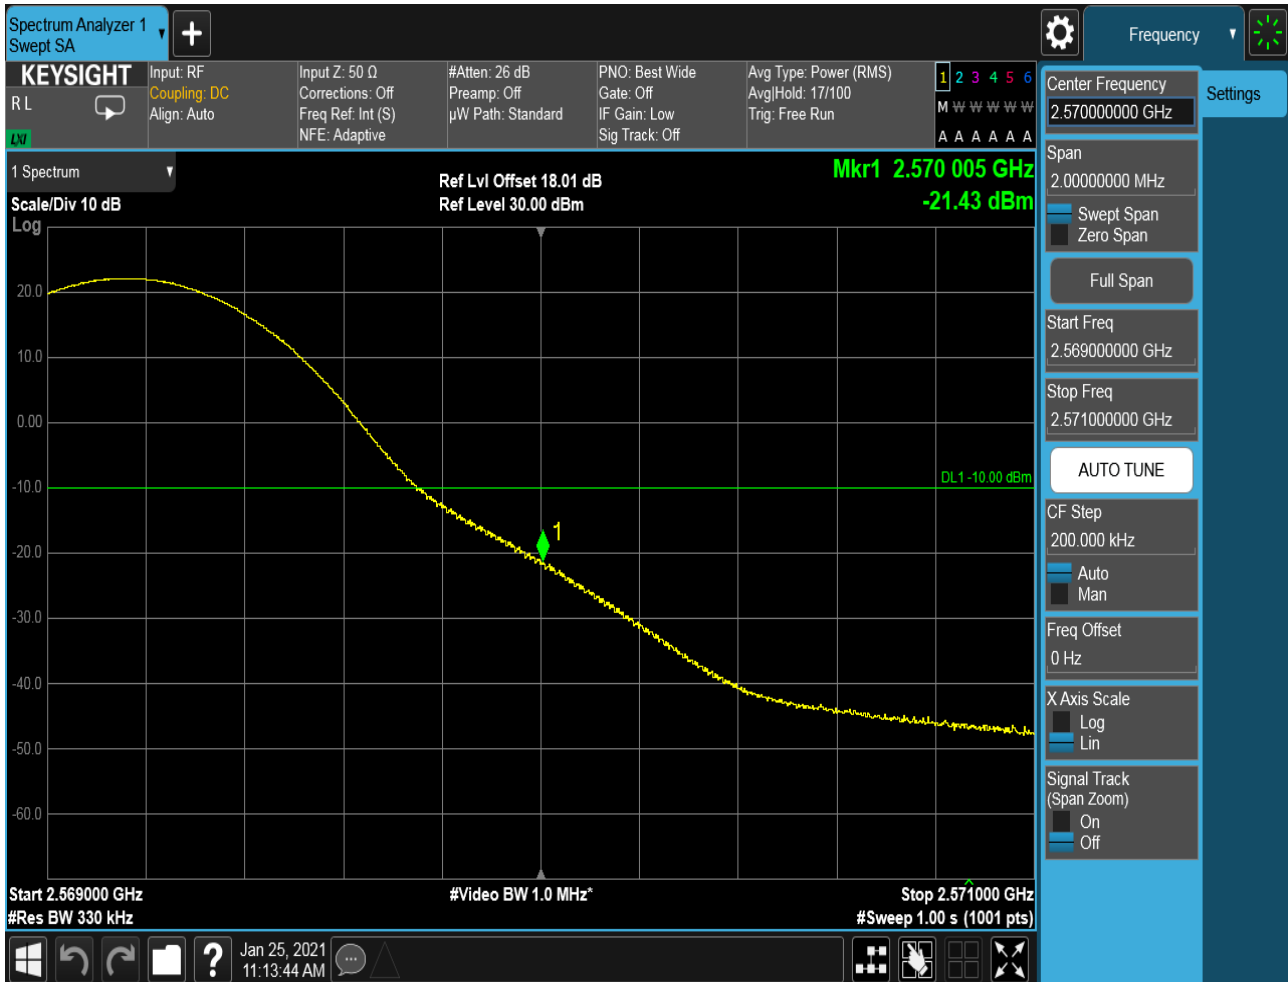 Spectrum Analyzer 1
Swept SA
Frequency
KEYSIGHT
R L
LXI
Input: RF
Coupling: DC
Align: Auto
Input Z: 50 Ω
Corrections: Off
Freq Ref: Int (S)
NFE: Adaptive
#Atten: 26 dB
Preamp: Off
µW Path: Standard
PNO: Best Wide
Gate: Off
IF Gain: Low
Sig Track: Off
Avg Type: Power (RMS)
Avg|Hold: 17/100
Trig: Free Run
1 2 3 4 5 6
M W W W W W
A A A A A A
1 Spectrum
Scale/Div 10 dB
Log
Ref Lvl Offset 18.01 dB
Ref Level 30.00 dBm
Mkr1 2.570 005 GHz
-21.43 dBm
20.0
10.0
0.00
-10.0
-20.0
-30.0
-40.0
-50.0
-60.0
DL1 -10.00 dBm
1
Start 2.569000 GHz
#Res BW 330 kHz
#Video BW 1.0 MHz*
Stop 2.571000 GHz
#Sweep 1.00 s (1001 pts)
Jan 25, 2021
11:13:44 AM
Center Frequency
2.570000000 GHz
Settings
Span
2.00000000 MHz
Swept Span
Zero Span
Full Span
Start Freq
2.569000000 GHz
Stop Freq
2.571000000 GHz
AUTO TUNE
CF Step
200.000 kHz
Auto
Man
Freq Offset
0 Hz
X Axis Scale
Log
Lin
Signal Track
(Span Zoom)
On
Off